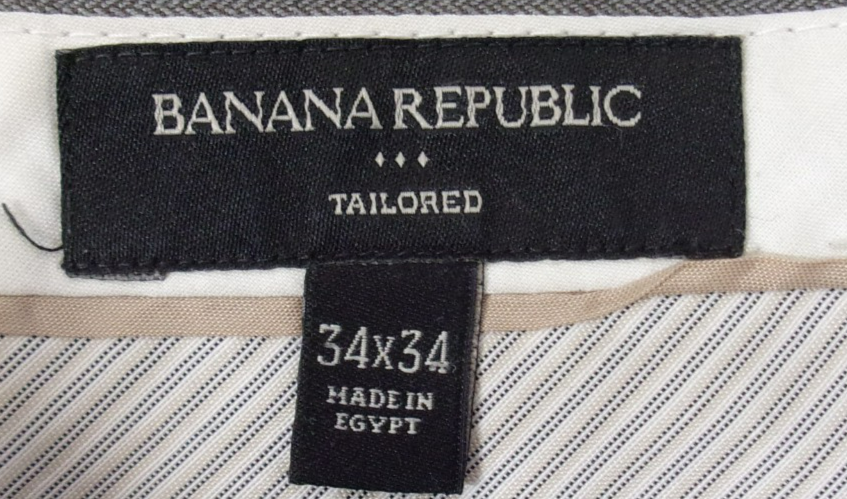 BANANA REPUBLIC
TAILORED
34x34
MADE IN
EGYPT